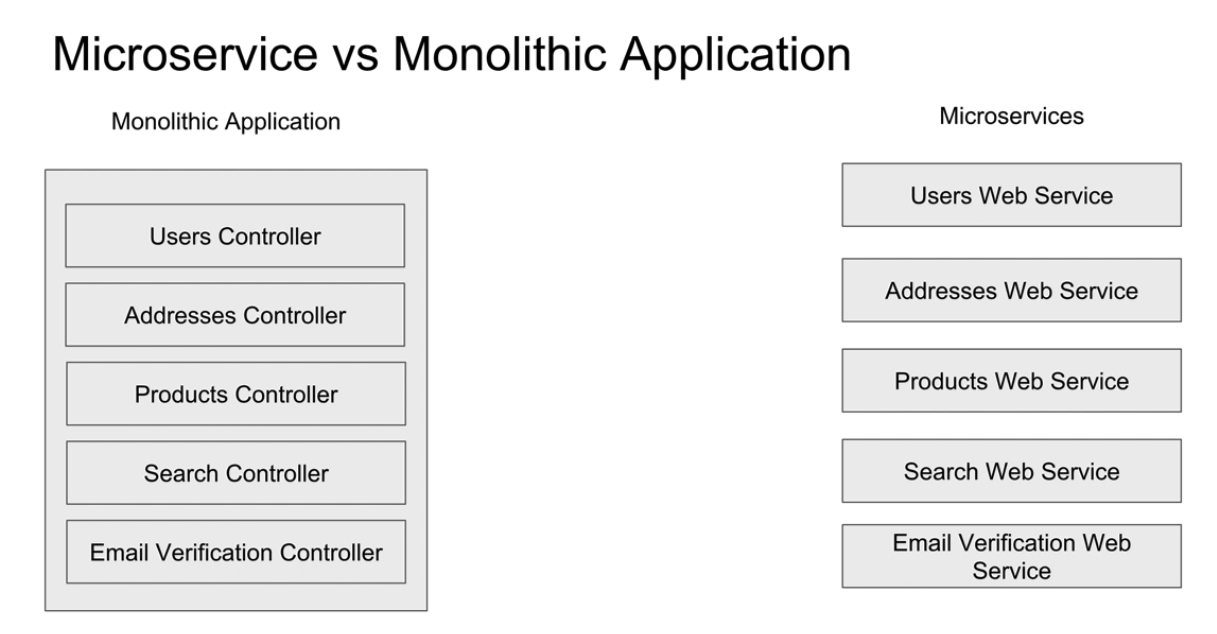 Microservice vs Monolithic Application
Monolithic Application
Users Controller
Addresses Controller
Products Controller
Search Controller
Email Verification Controller
Microservices
Users Web Service
Addresses Web Service
Products Web Service
Search Web Service
Email Verification Web
Service